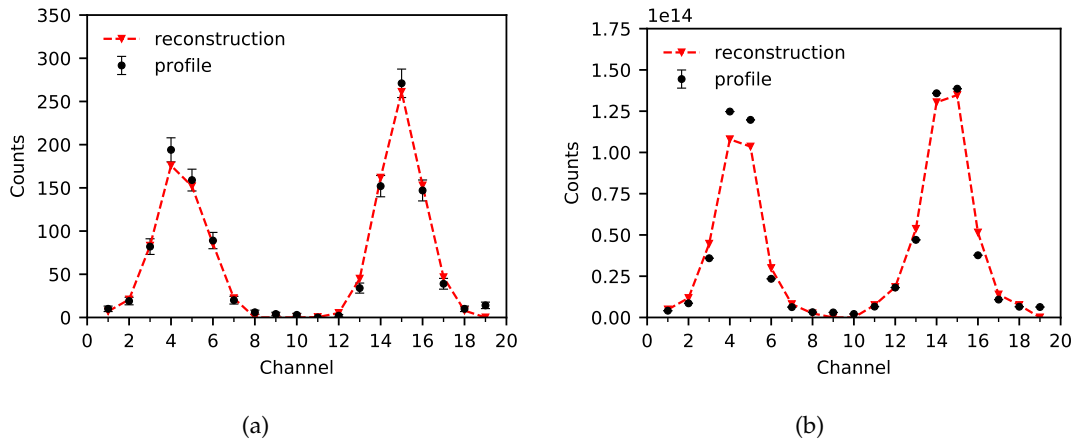 350
300
250
200
150
100
50
0
Counts
reconstruction
profile
0 2 4 6 8 10 12 14 16 18 20
Channel
(a)
1e14
1.75
1.50
1.25
1.00
0.75
0.50
0.25
0.00
Counts
reconstruction
profile
0 2 4 6 8 10 12 14 16 18 20
Channel
(b)